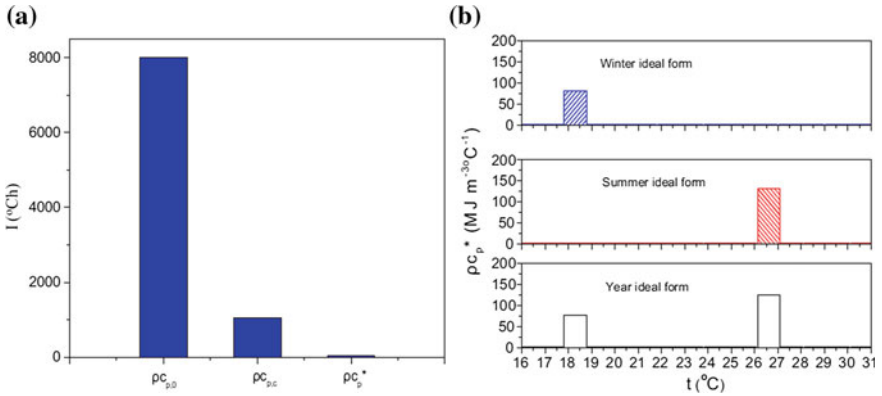 (a)
8000
6000
4000
2000
0
I (°Ch)
ρc_p,0
ρc_p,c
ρc_p*
(b)
200
150
100
50
0
Winter ideal form
200
150
100
50
0
Summer ideal form
200
150
100
50
0
Year ideal form
ρc_p* (M J m⁻³°C⁻¹)
16 17 18 19 20 21 22 23 24 25 26 27 28 29 30 31
t (°C)